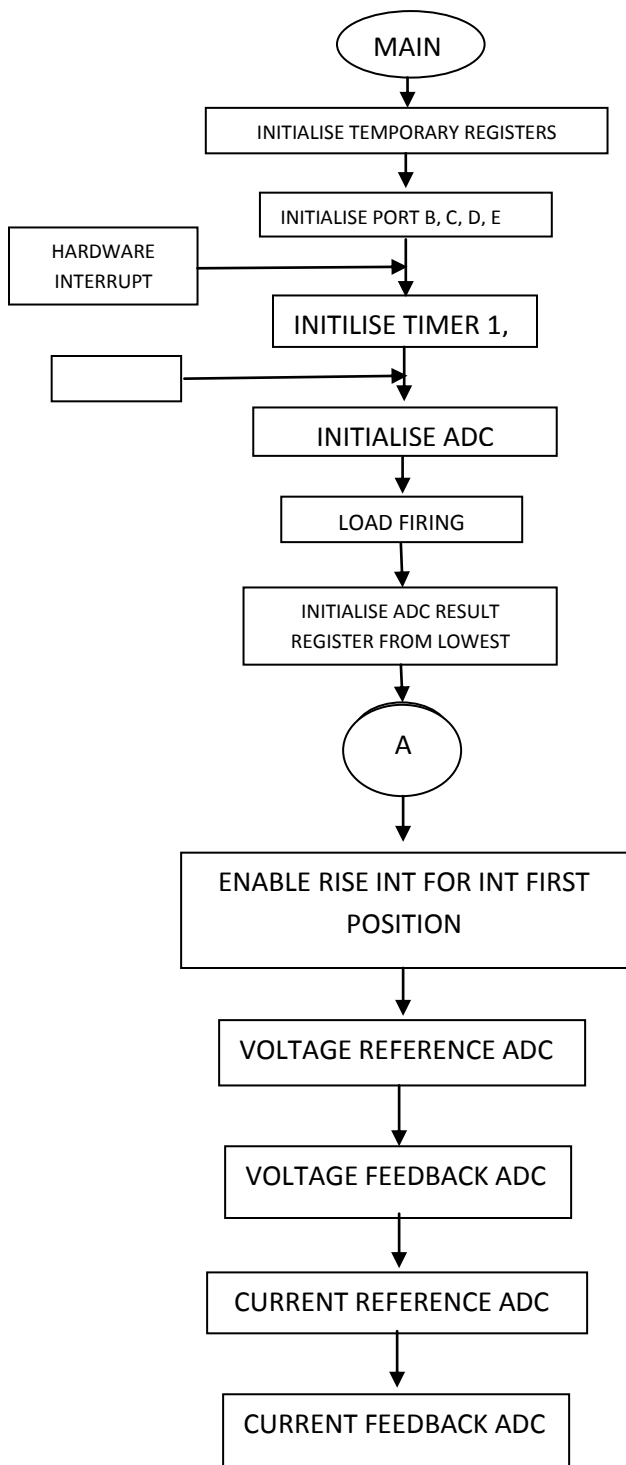 MAIN
INITIALISE TEMPORARY REGISTERS
INITIALISE PORT B, C, D, E
HARDWARE
INTERRUPT
INITILISE TIMER 1,
INITIALISE ADC
LOAD FIRING
INITIALISE ADC RESULT
REGISTER FROM LOWEST
A
ENABLE RISE INT FOR INT FIRST
POSITION
VOLTAGE REFERENCE ADC
VOLTAGE FEEDBACK ADC
CURRENT REFERENCE ADC
CURRENT FEEDBACK ADC